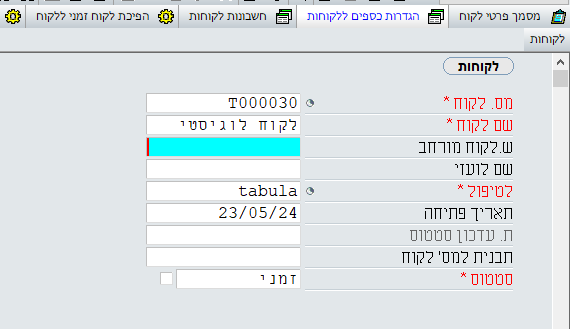 מסמך פרטי לקוח הגדרות כספים ללקוחות חשבונות לקוחות הפיכת לקוח זמני ללקוח
לקוחות
לקוחות
מס. לקוח * T000030
שם לקוח * לקוח לוגיסטי
ש.לקוח מורחב
שם לועזי
לטיפול * tabula
תאריך פתיחה 23/05/24
ת. עדכון סטטוס
תבנית למס' לקוח
סטטוס * זמני